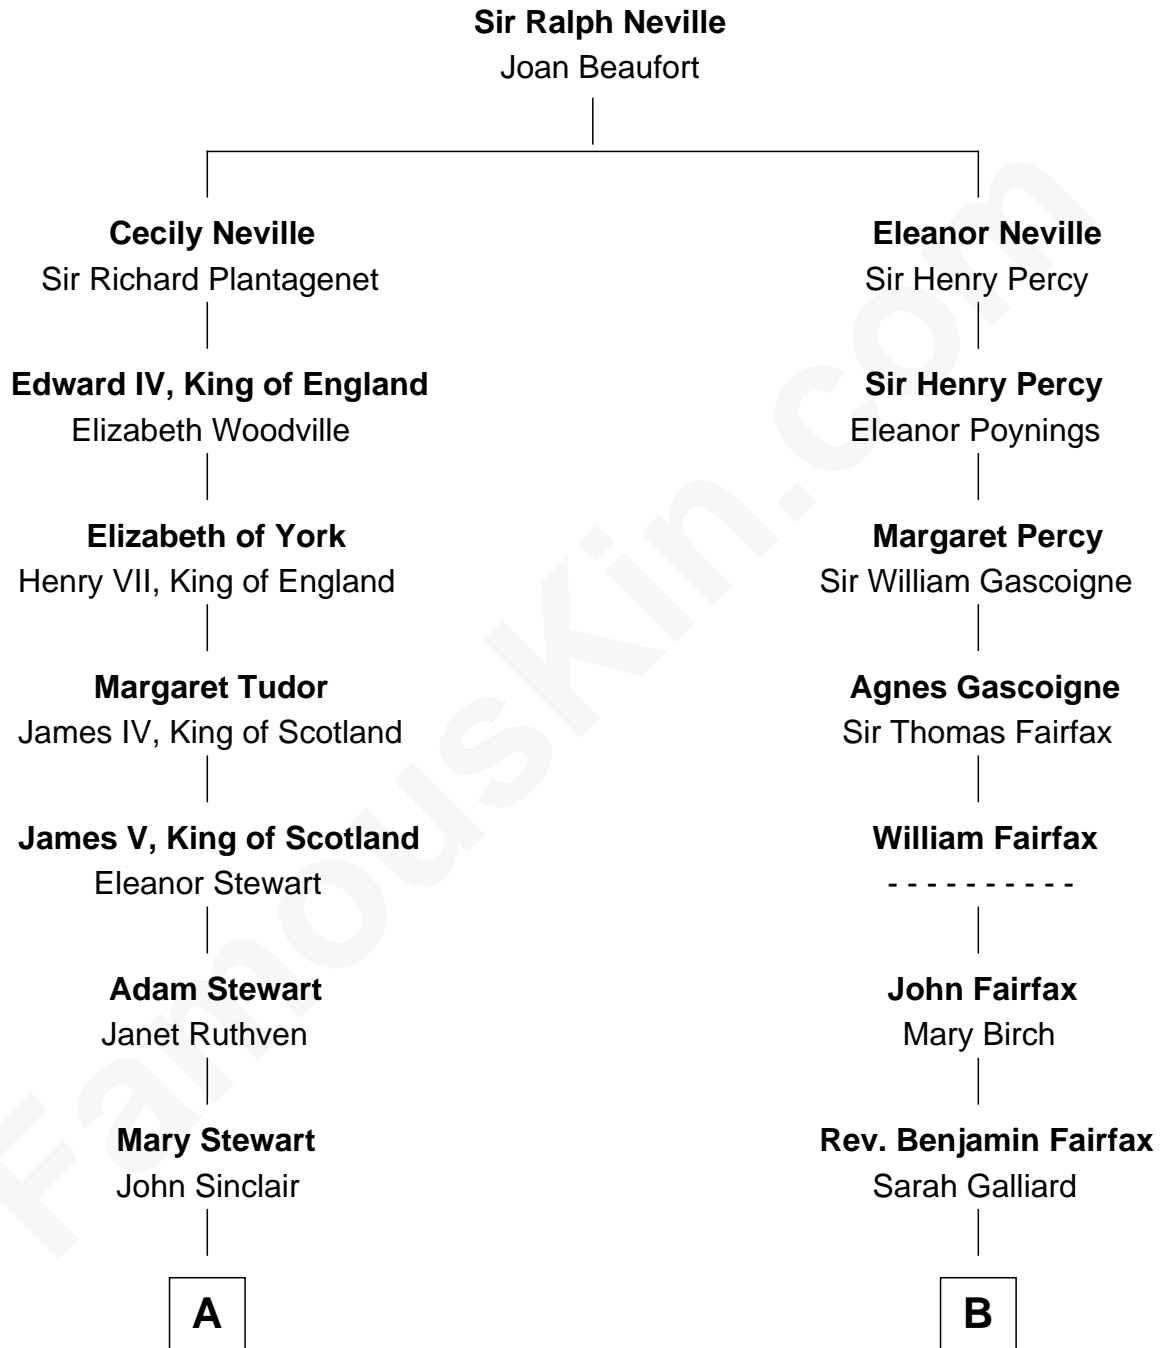 Sir Ralph Neville
Joan Beaufort
Cecily Neville
Sir Richard Plantagenet
Edward IV, King of England
Elizabeth Woodville
Elizabeth of York
Henry VII, King of England
Margaret Tudor
James IV, King of Scotland
James V, King of Scotland
Eleanor Stewart
Adam Stewart
Janet Ruthven
Mary Stewart
John Sinclair
A
Eleanor Neville
Sir Henry Percy
Sir Henry Percy
Eleanor Poynings
Margaret Percy
Sir William Gascoigne
Agnes Gascoigne
Sir Thomas Fairfax
William Fairfax
- - - - - - - - - -
John Fairfax
Mary Birch
Rev. Benjamin Fairfax
Sarah Galliard
B
FamousKin.com